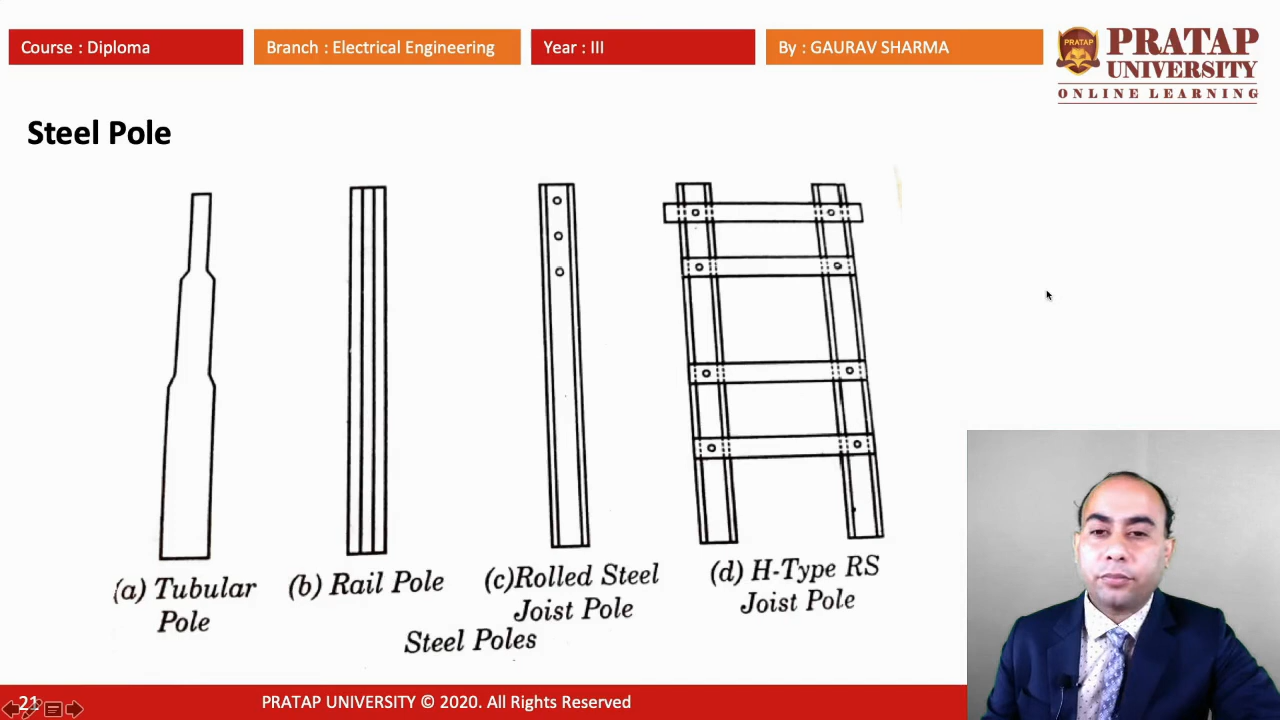 Course : Diploma
Branch : Electrical Engineering
Year : III
By : GAURAV SHARMA
PRATAP
PRATAP
UNIVERSITY
ONLINE LEARNING
Steel Pole
(a) Tubular
Pole
(b) Rail Pole
(c)Rolled Steel
Joist Pole
(d) H-Type RS
Joist Pole
Steel Poles
21
PRATAP UNIVERSITY © 2020. All Rights Reserved